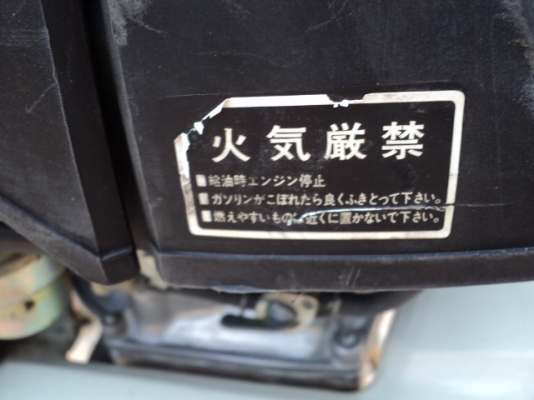 火気厳禁
■給油時エンジン停止
■ガソリンがこぼれたら良くふきとって下さい。
■燃えやすいものは近くに置かないで下さい。